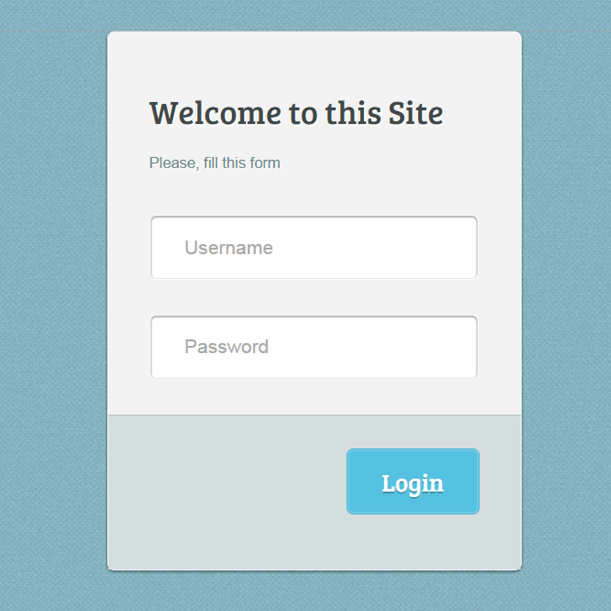 Welcome to this Site
Please, fill this form
Username
Password
Login